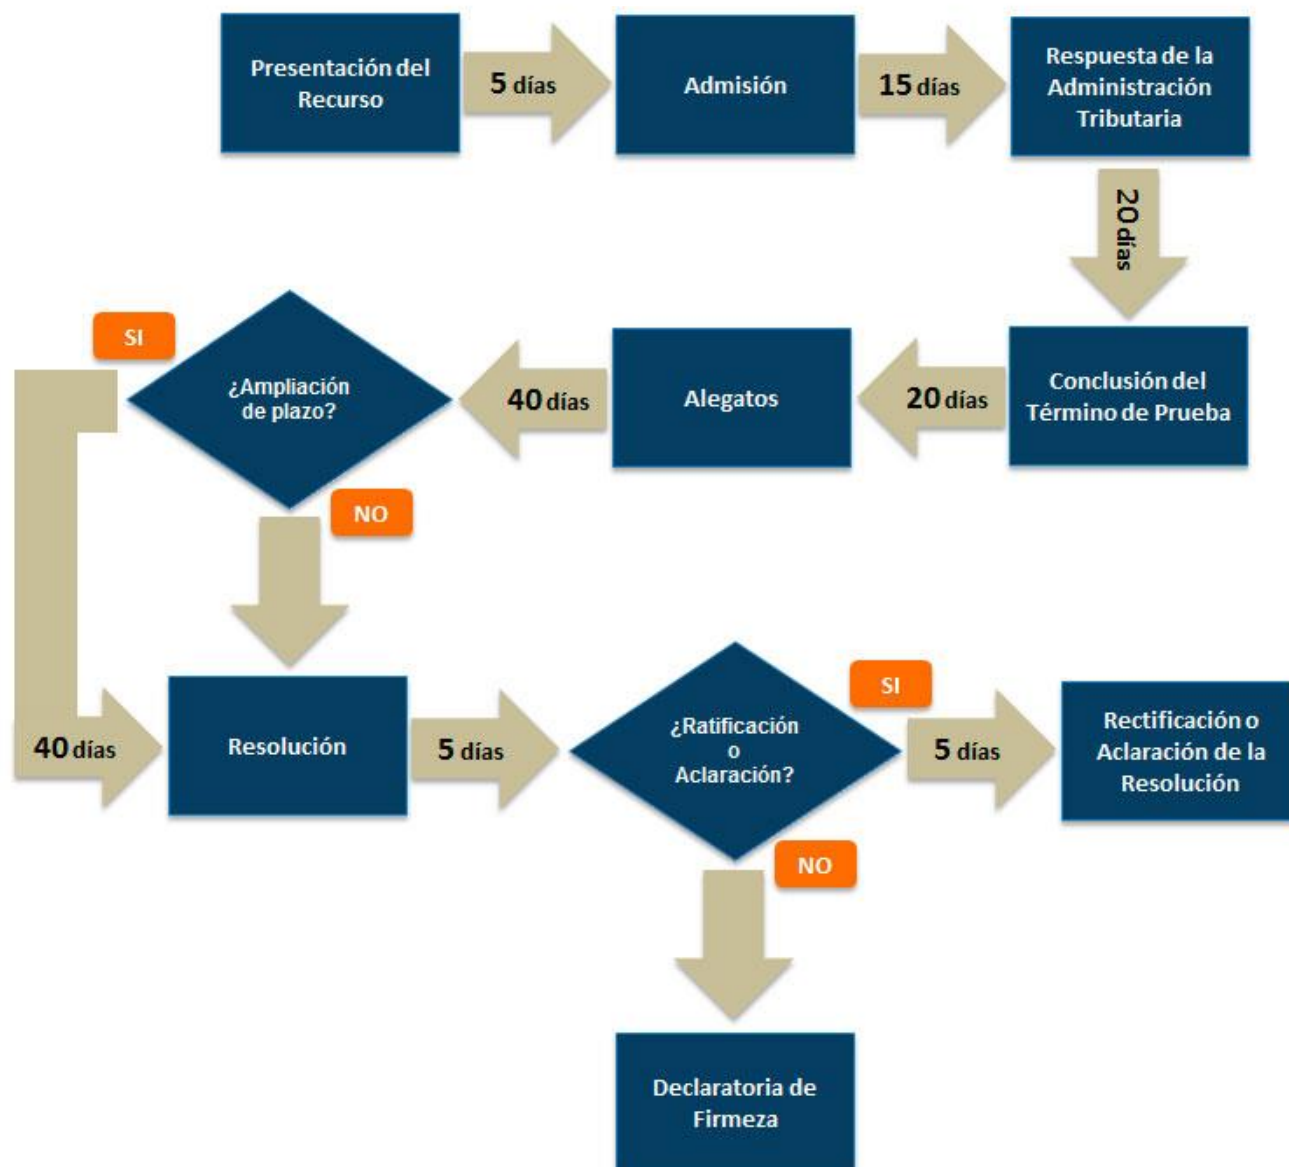 Presentación del
Recurso
5 días
Admisión
15 días
Respuesta de la
Administración
Tributaria
20 días
Conclusión del
Término de Prueba
20 días
Alegatos
40 días
¿Ampliación
de plazo?
SI
NO
40 días
Resolución
5 días
¿Ratificación
o
Aclaración?
SI
5 días
Rectificación o
Aclaración de la
Resolución
NO
Declaratoria de
Firmeza